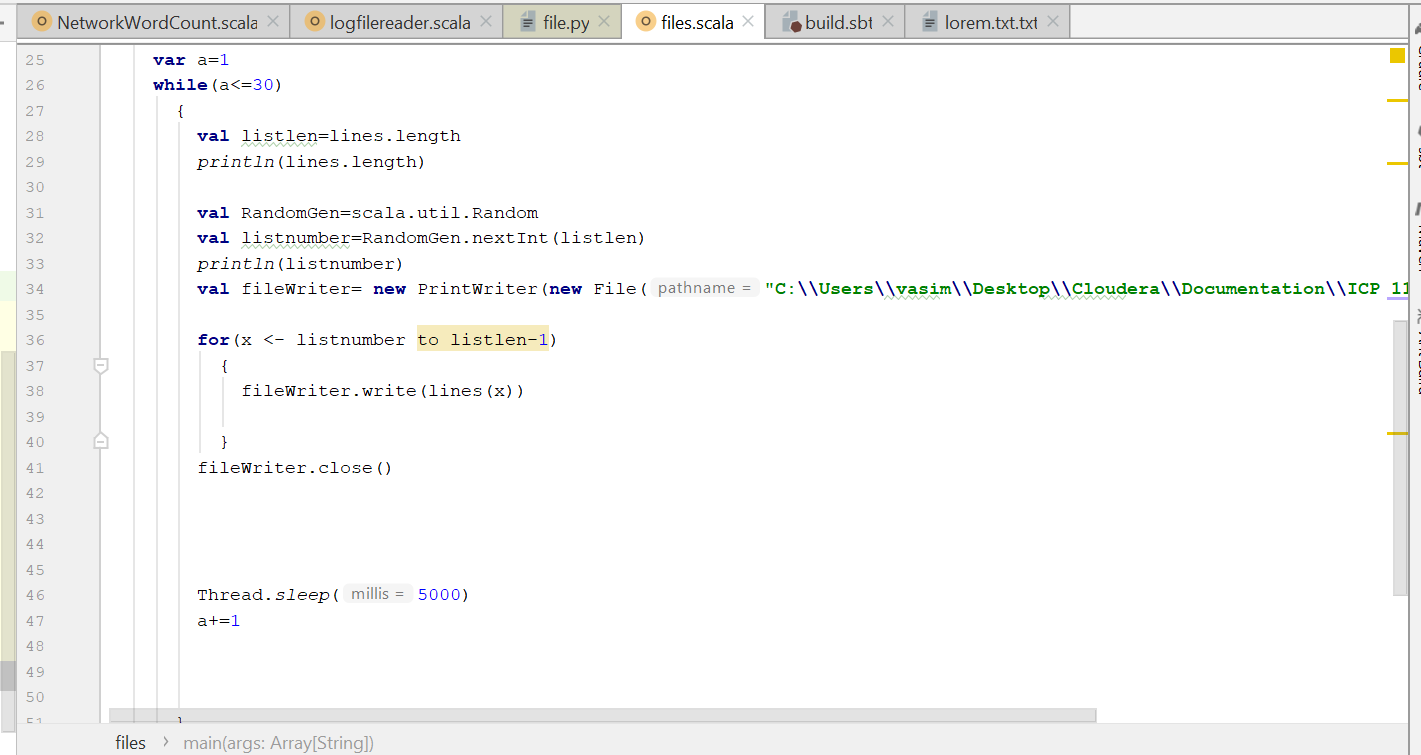 NetworkWordCount.scala logfilereader.scala file.py files.scala build.sbt lorem.txt.txt
25 var a=1
26 while(a<=30)
27 {
28 val listlen=lines.length
29 println(lines.length)
30
31 val RandomGen=scala.util.Random
32 val listnumber=RandomGen.nextInt(listlen)
33 println(listnumber)
34 val fileWriter= new PrintWriter(new File( pathname = "C:\\Users\\vasim\\Desktop\\Cloudera\\Documentation\\ICP 11
35
36 for(x <- listnumber to listlen-1)
37 {
38 fileWriter.write(lines(x))
39
40 }
41 fileWriter.close()
42
43
44
45
46 Thread.sleep( millis = 5000)
47 a+=1
48
49
50
51 }
files › main(args: Array[String])